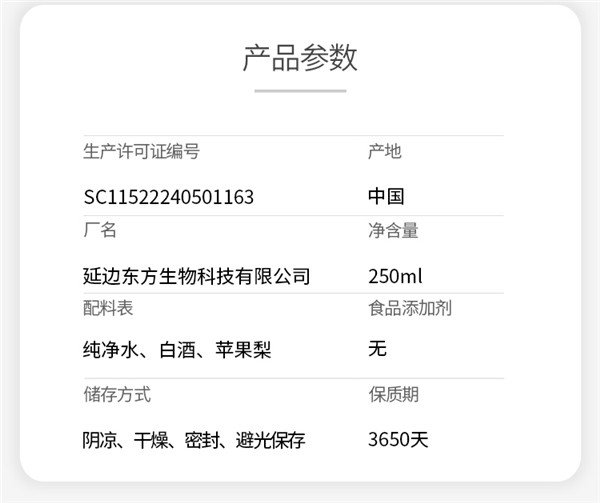 产品参数
生产许可证编号 产地
SC11522240501163 中国
厂名 净含量
延边东方生物科技有限公司 250ml
配料表 食品添加剂
纯净水、白酒、苹果梨 无
储存方式 保质期
阴凉、干燥、密封、避光保存 3650天